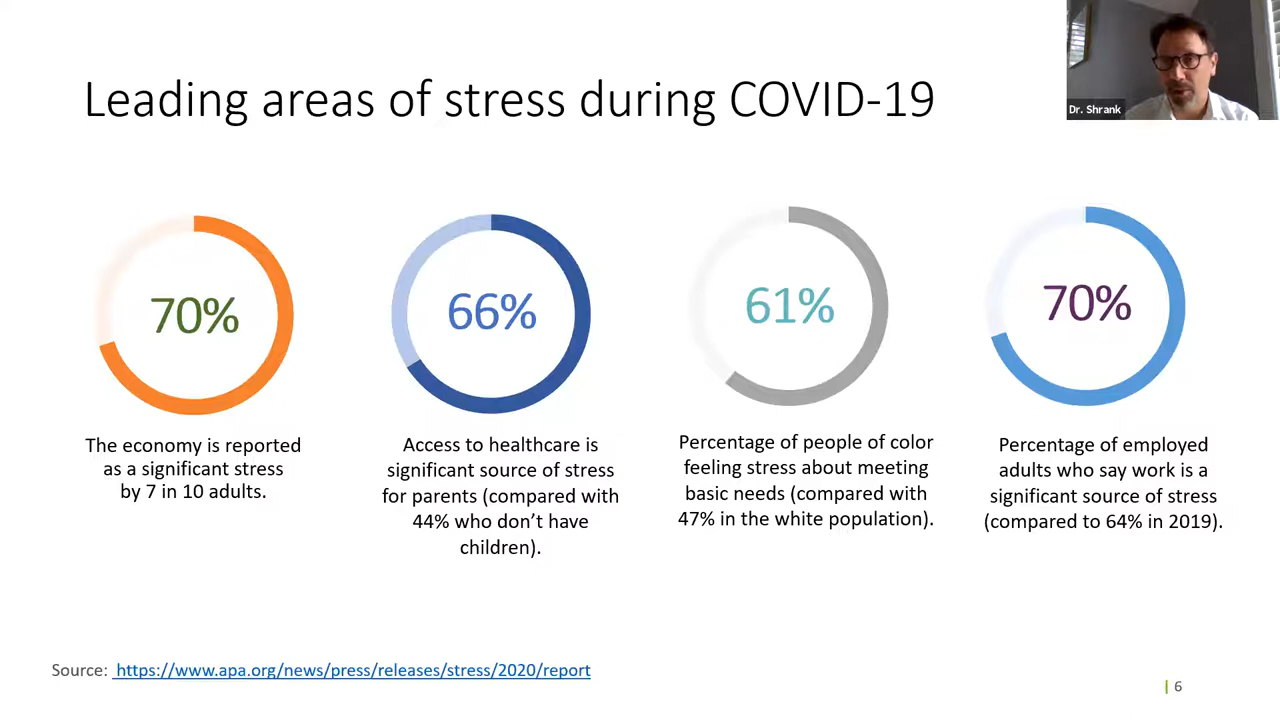 Leading areas of stress during COVID-19
Dr. Shrank
70%
The economy is reported
as a significant stress
by 7 in 10 adults.
66%
Access to healthcare is
significant source of stress
for parents (compared with
44% who don’t have
children).
61%
Percentage of people of color
feeling stress about meeting
basic needs (compared with
47% in the white population).
70%
Percentage of employed
adults who say work is a
significant source of stress
(compared to 64% in 2019).
Source: https://www.apa.org/news/press/releases/stress/2020/report
6